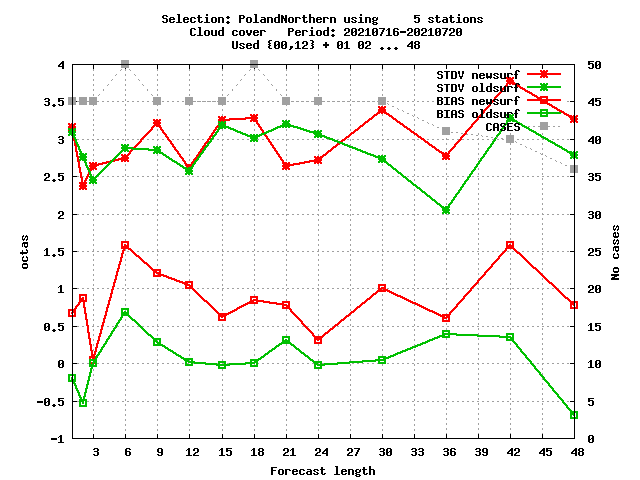 Selection: PolandNorthern using     5 stations
Cloud cover   Period: 20210716-20210720
Used {00,12} + 01 02 ... 48
STDV newsurf
STDV oldsurf
BIAS newsurf
BIAS oldsurf
CASES
4
3.5
3
2.5
2
1.5
1
0.5
0
-0.5
-1
octas
50
45
40
35
30
25
20
15
10
5
0
No cases
3 6 9 12 15 18 21 24 27 30 33 36 39 42 45 48
Forecast length